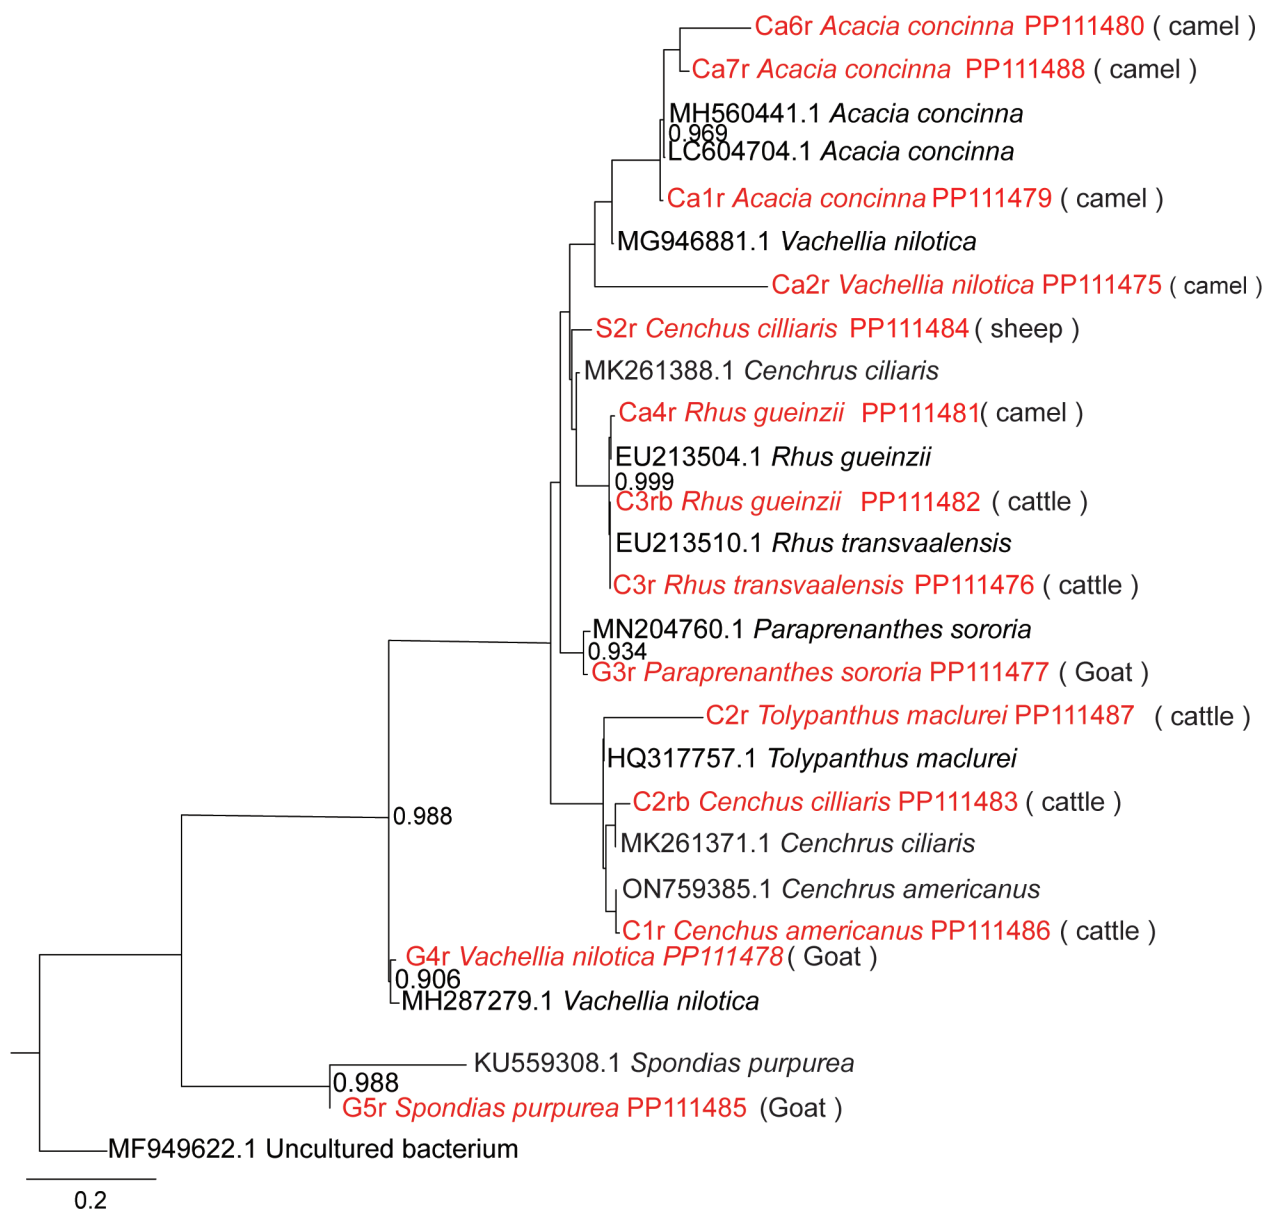 Ca6r Acacia concinna PP111480 ( camel )
Ca7r Acacia concinna PP111488 ( camel )
MH560441.1 Acacia concinna
0.969
LC604704.1 Acacia concinna
Ca1r Acacia concinna PP111479 ( camel )
MG946881.1 Vachellia nilotica
Ca2r Vachellia nilotica PP111475 ( camel )
S2r Cenchus cilliaris PP111484 ( sheep )
MK261388.1 Cenchrus ciliaris
Ca4r Rhus gueinzii PP111481( camel )
EU213504.1 Rhus gueinzii
0.999
C3rb Rhus gueinzii PP111482 ( cattle )
EU213510.1 Rhus transvaalensis
C3r Rhus transvaalensis PP111476 ( cattle )
MN204760.1 Paraprenanthes sororia
0.934
G3r Paraprenanthes sororia PP111477 ( Goat )
C2r Tolypanthus maclurei PP111487 ( cattle )
HQ317757.1 Tolypanthus maclurei
C2rb Cenchus cilliaris PP111483 ( cattle )
0.988
MK261371.1 Cenchrus ciliaris
ON759385.1 Cenchrus americanus
C1r Cenchus americanus PP111486 ( cattle )
G4r Vachellia nilotica PP111478 ( Goat )
0.906
MH287279.1 Vachellia nilotica
KU559308.1 Spondias purpurea
0.988
G5r Spondias purpurea PP111485 (Goat )
MF949622.1 Uncultured bacterium
0.2